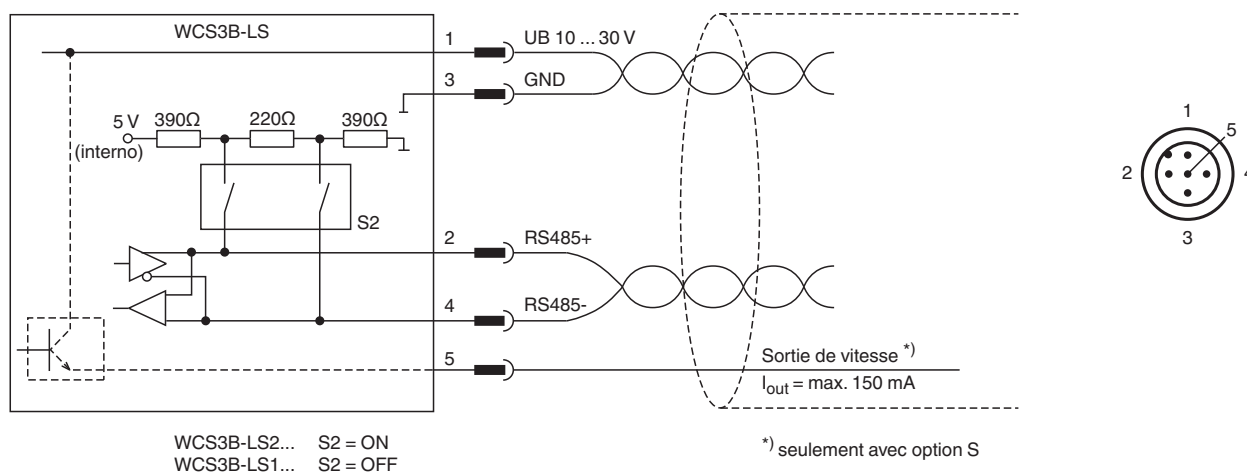 WCS3B-LS
1
UB 10 ... 30 V
3
GND
5 V
(interno)
390Ω
220Ω
390Ω
S2
2
RS485+
4
RS485-
5
Sortie de vitesse *)
Iout = max. 150 mA
WCS3B-LS2... S2 = ON
WCS3B-LS1... S2 = OFF
*) seulement avec option S
1
5
2
4
3